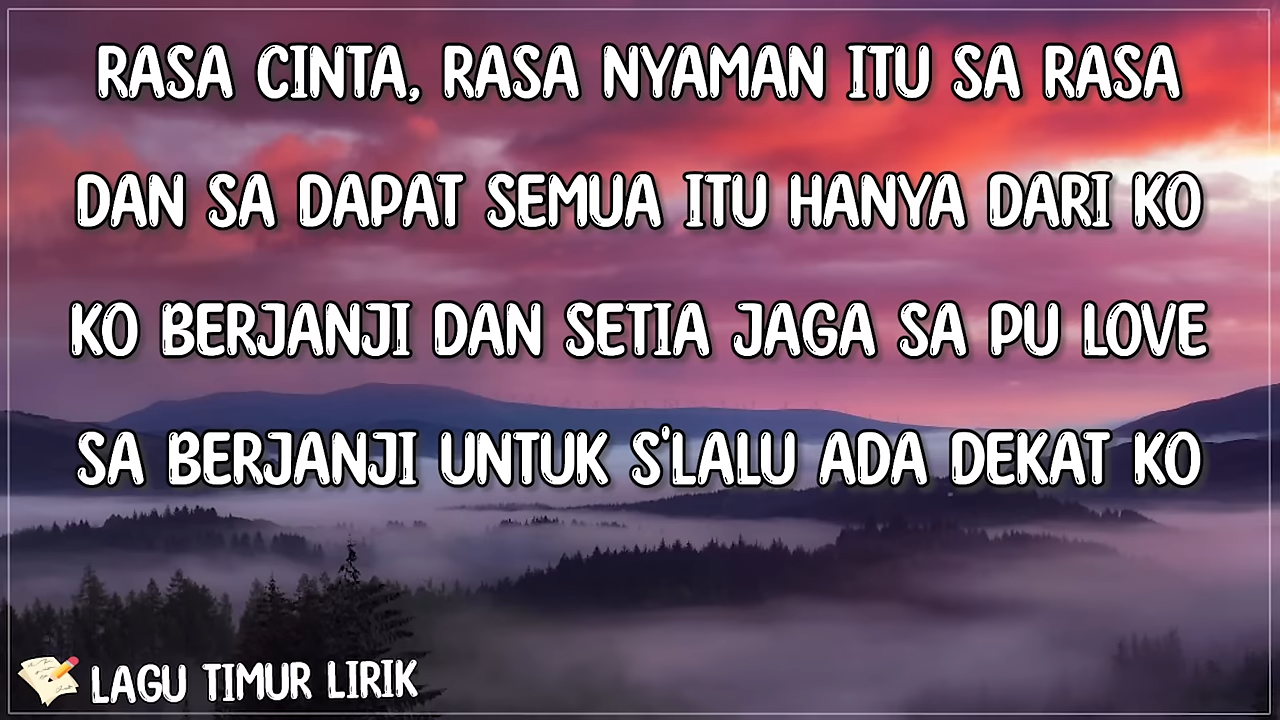 RASA CINTA, RASA NYAMAN ITU SA RASA
DAN SA DAPAT SEMUA ITU HANYA DARI KO
KO BERJANJI DAN SETIA JAGA SA PU LOVE
SA BERJANJI UNTUK S'LALU ADA DEKAT KO
LAGU TIMUR LIRIK